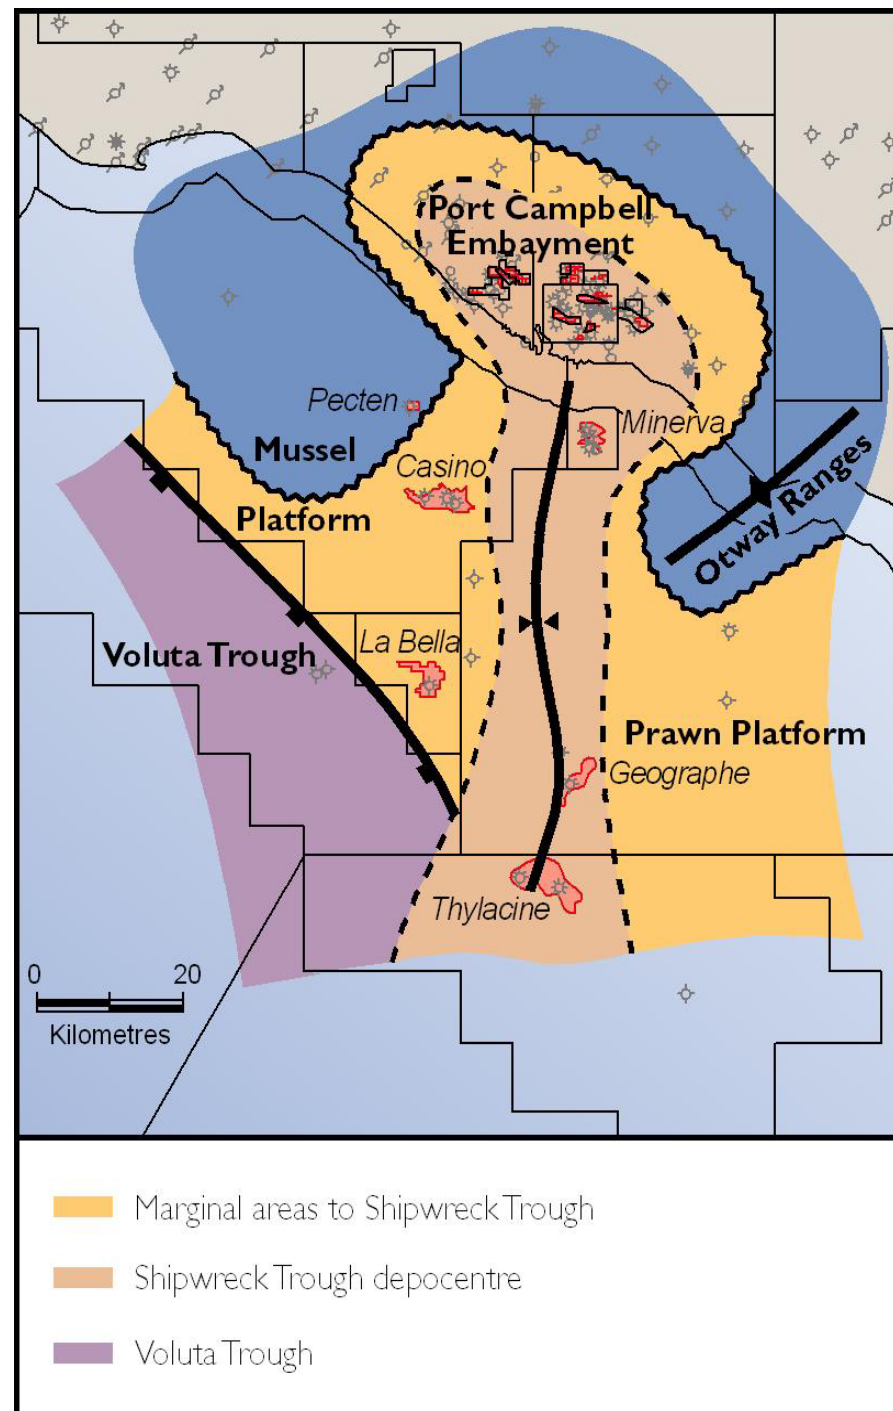 Port Campbell
Embayment
Pecten
Minerva
Mussel
Casino
Platform
Otway Ranges
Voluta Trough
La Bella
Prawn Platform
Geographe
Thylacine
0 20
Kilometres
Marginal areas to Shipwreck Trough
Shipwreck Trough depocentre
Voluta Trough